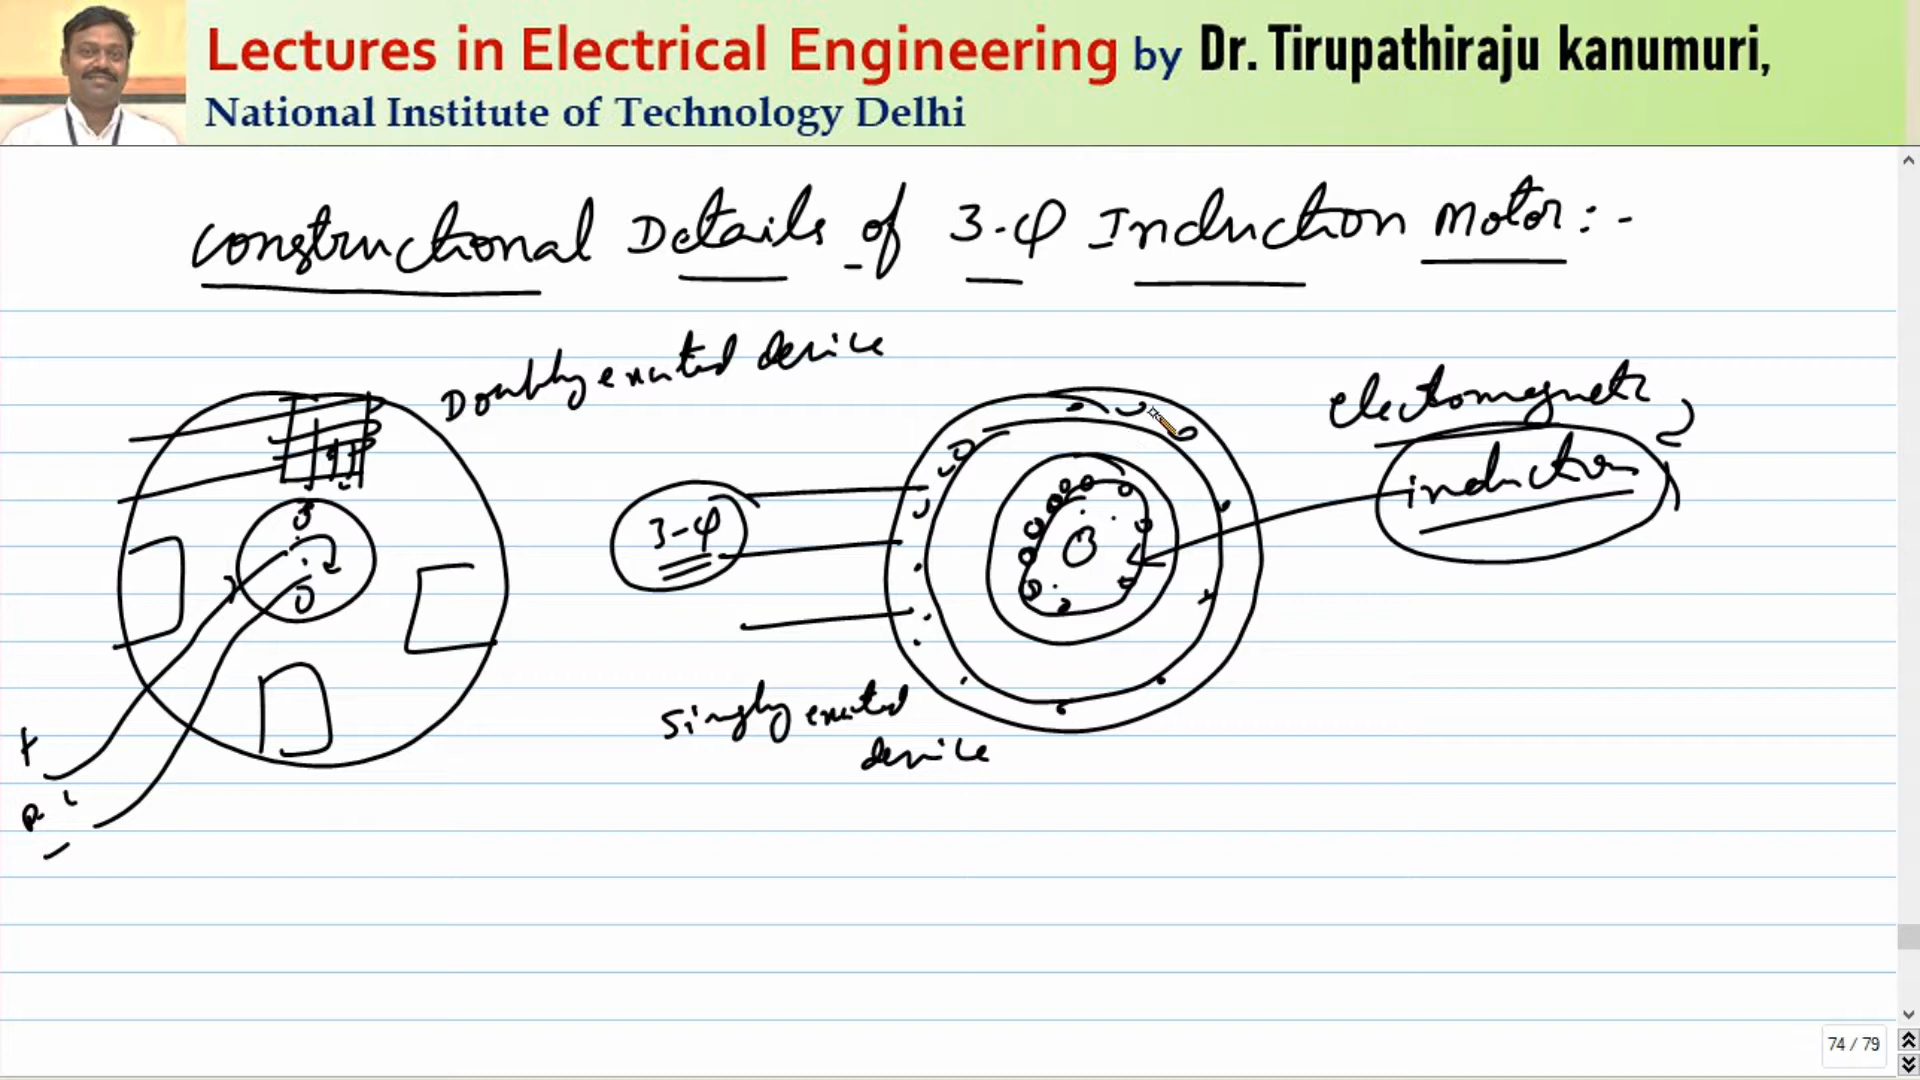 Lectures in Electrical Engineering by Dr. Tirupathiraju kanumuri,
National Institute of Technology Delhi
Constructional Details of 3-φ Induction Motor:-
Doubly excited device
electromagnetic
induction
3-φ
Singly excited
device
74 / 79